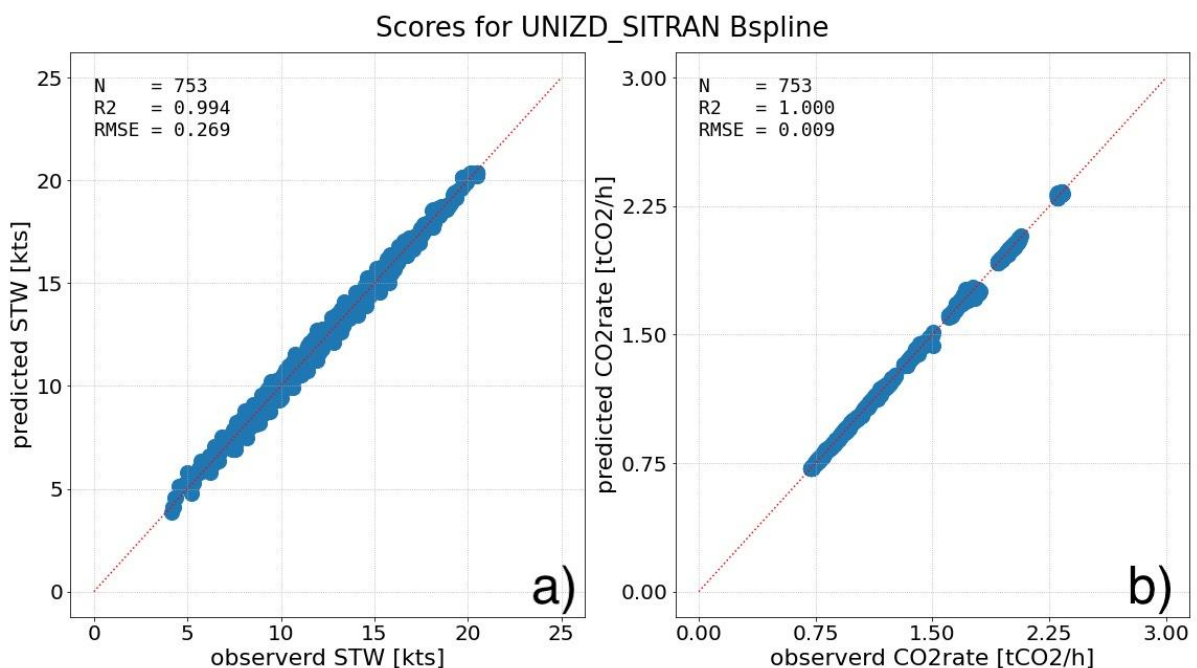 Scores for UNIZD_SITRAN Bspline
N = 753
R2 = 0.994
RMSE = 0.269
25
20
15
10
5
0
predicted STW [kts]
a)
0 5 10 15 20 25
observerd STW [kts]
N = 753
R2 = 1.000
RMSE = 0.009
3.00
2.25
1.50
0.75
0.00
predicted CO2rate [tCO2/h]
b)
0.00 0.75 1.50 2.25 3.00
observerd CO2rate [tCO2/h]